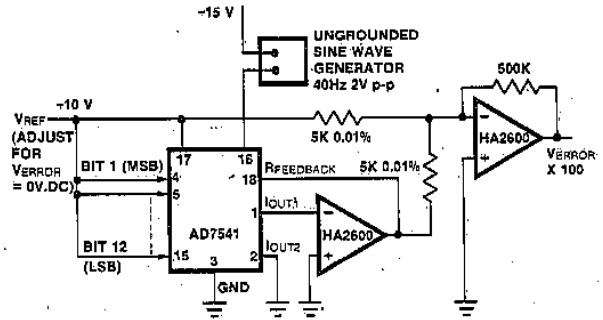 -15 V
UNGROUNDED
SINE WAVE
GENERATOR
40Hz 2V p-p
500K
~10 V
VREF
(ADJUST
FOR
VERROR
= 0V.DC)
5K 0.01%
HA2600
VERROR
X 100
17
16
BIT 1 (MSB)
4
RFEEDBACK
18
5K 0.01%
5
1
IOUT1
HA2600
AD7541
BIT 12
(LSB)
15
3
2
IOUT2
GND